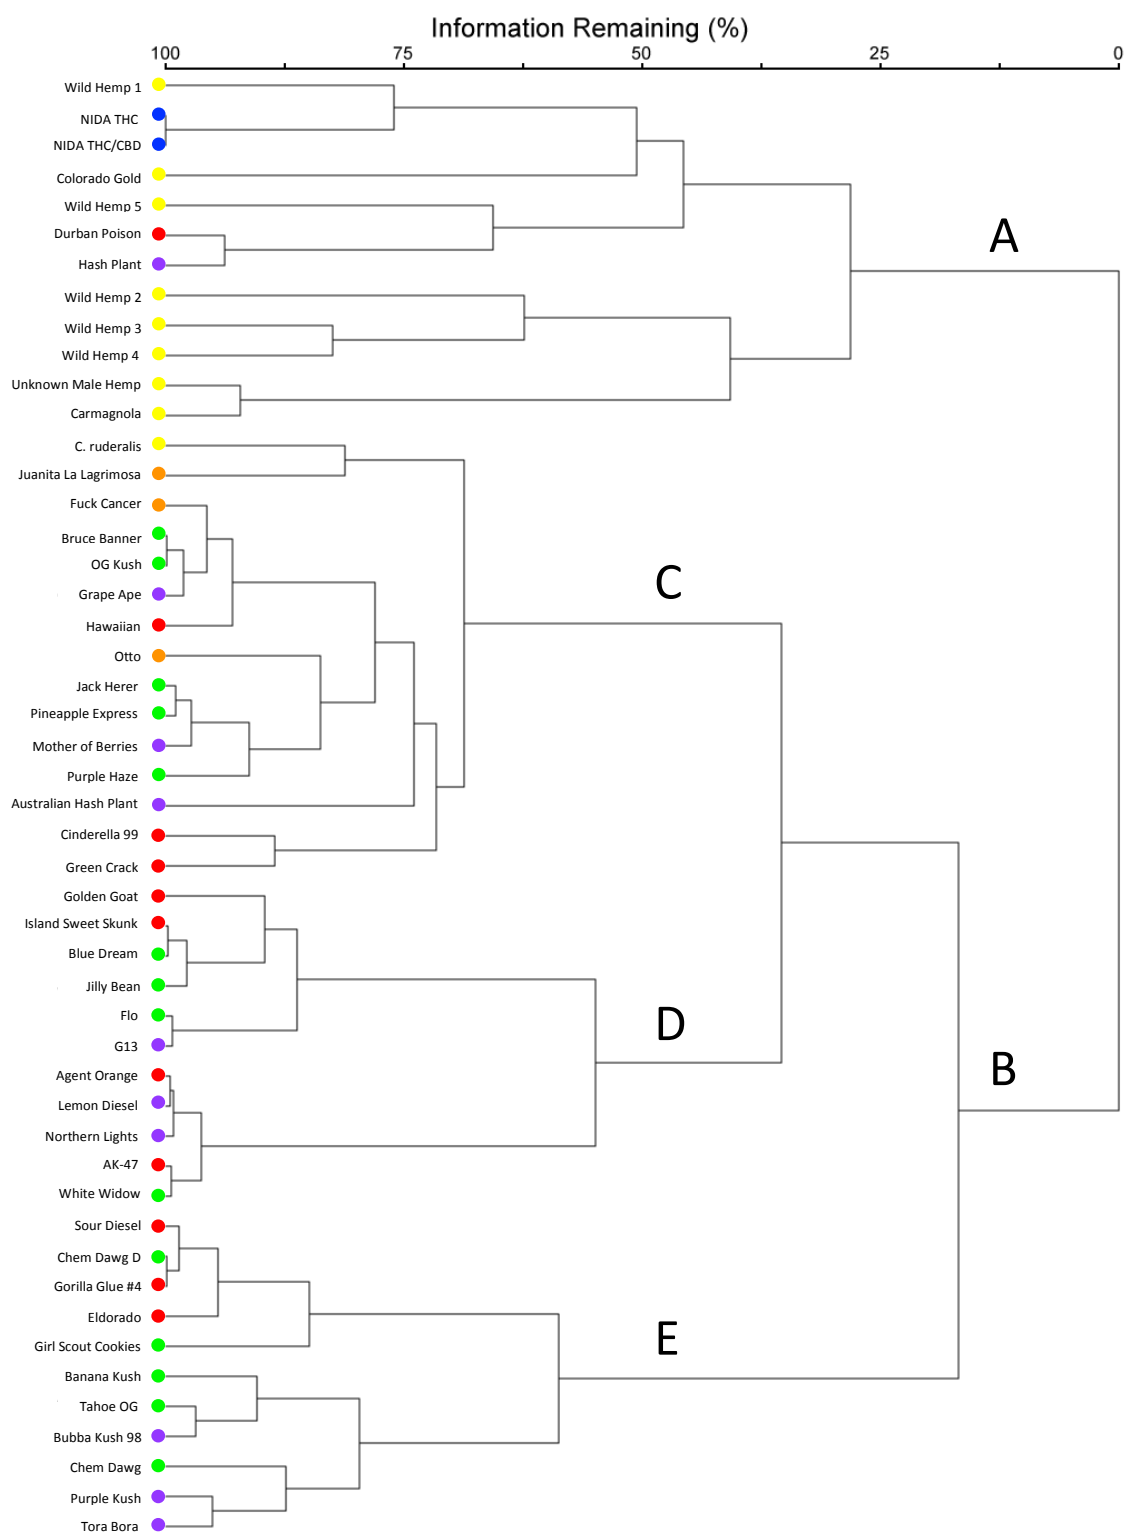 Information Remaining (%)
100 75 50 25 0
Wild Hemp 1
NIDA THC
NIDA THC/CBD
Colorado Gold
Wild Hemp 5
Durban Poison
A
Hash Plant
Wild Hemp 2
Wild Hemp 3
Wild Hemp 4
Unknown Male Hemp
Carmagnola
C. ruderalis
Juanita La Lagrimosa
Fuck Cancer
Bruce Banner
OG Kush
C
Grape Ape
Hawaiian
Otto
Jack Herer
Pineapple Express
Mother of Berries
Purple Haze
Australian Hash Plant
Cinderella 99
Green Crack
Golden Goat
Island Sweet Skunk
Blue Dream
Jilly Bean
Flo
D
G13
Agent Orange
B
Lemon Diesel
Northern Lights
AK-47
White Widow
Sour Diesel
Chem Dawg D
Gorilla Glue #4
Eldorado
E
Girl Scout Cookies
Banana Kush
Tahoe OG
Bubba Kush 98
Chem Dawg
Purple Kush
Tora Bora